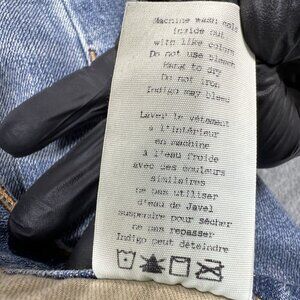 Machine wash cold
inside out
with like colors
Do not use bleach
Hang to dry
Do not iron
Indigo may bleed
Laver le vêtement
à l'intérieur
en machine
à l'eau froide
avec des couleurs
similaires
ne pas utiliser
d'eau de Javel
suspendre pour sécher
ne pas repasser
Indigo peut déteindre